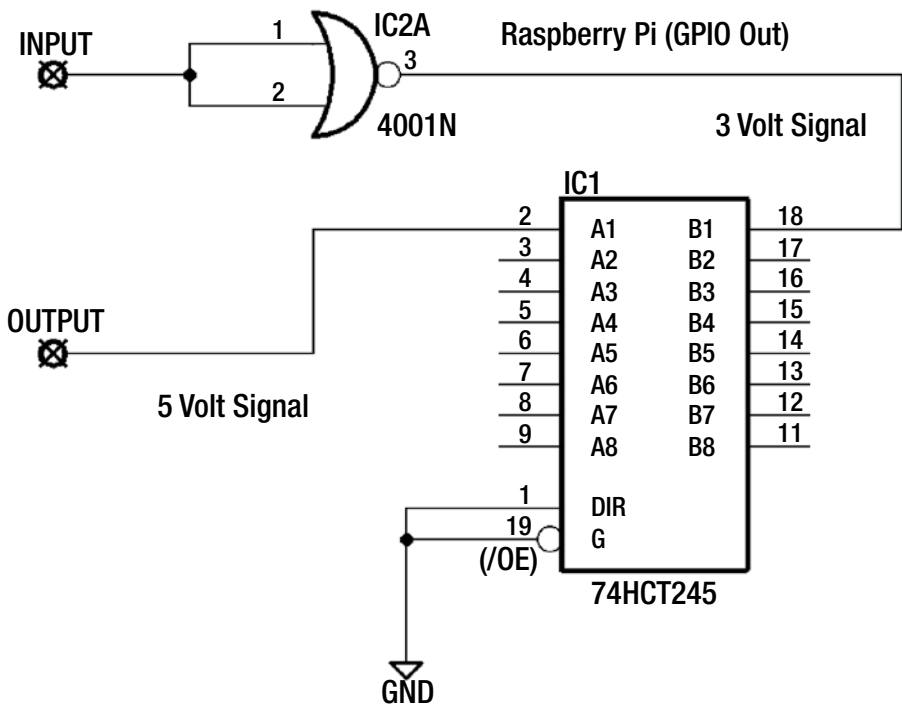 INPUT
1
2
IC2A
3
4001N
Raspberry Pi (GPIO Out)
3 Volt Signal
IC1
2 A1 B1 18
3 A2 B2 17
4 A3 B3 16
5 A4 B4 15
6 A5 B5 14
7 A6 B6 13
8 A7 B7 12
9 A8 B8 11
OUTPUT
5 Volt Signal
1 DIR
19 G
(/OE)
74HCT245
GND